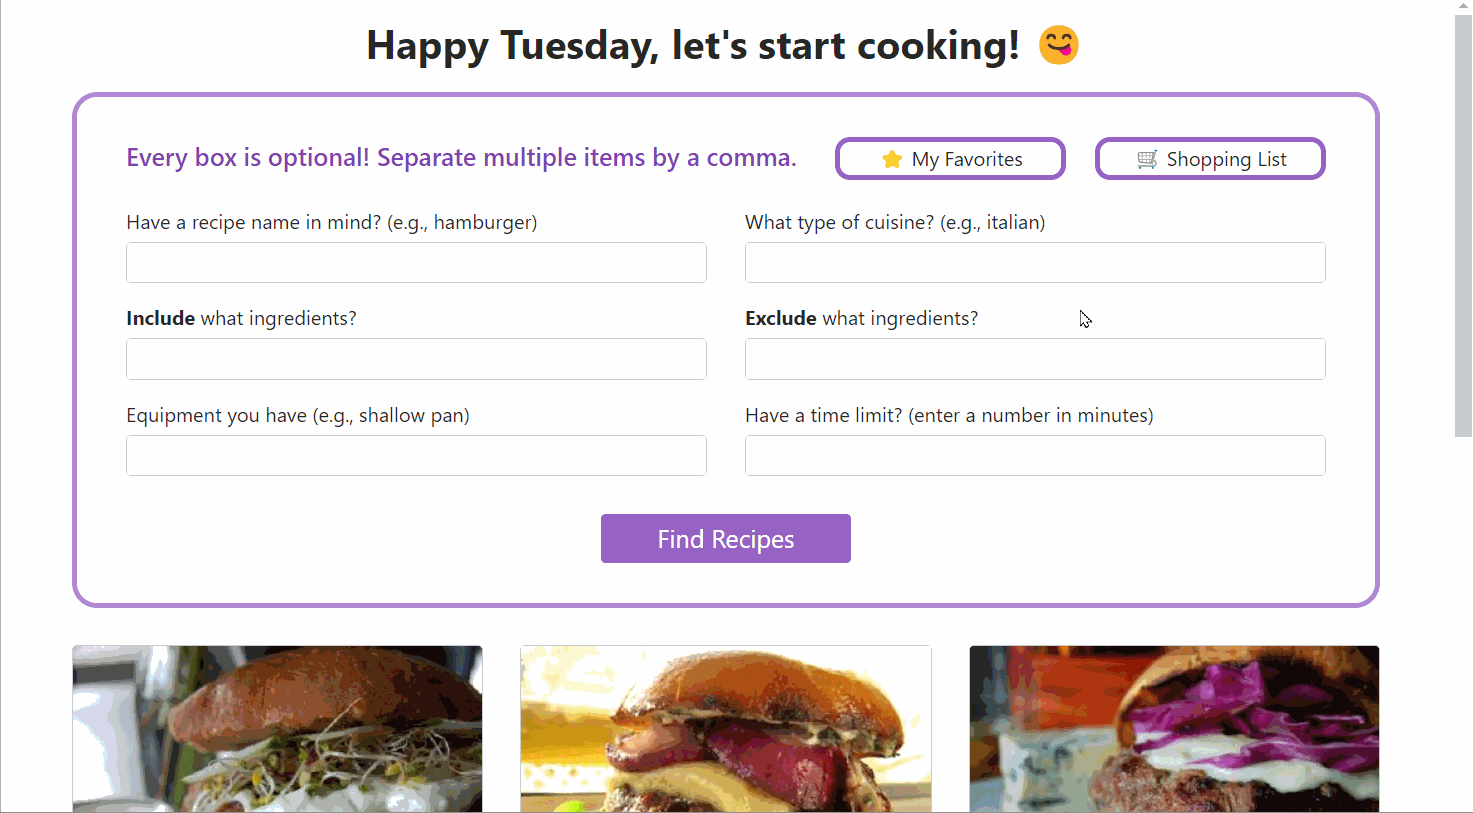 Happy Tuesday, let's start cooking! 😋
Every box is optional! Separate multiple items by a comma.
⭐ My Favorites
🛒 Shopping List
Have a recipe name in mind? (e.g., hamburger)
What type of cuisine? (e.g., italian)
Include what ingredients?
Exclude what ingredients?
Equipment you have (e.g., shallow pan)
Have a time limit? (enter a number in minutes)
Find Recipes